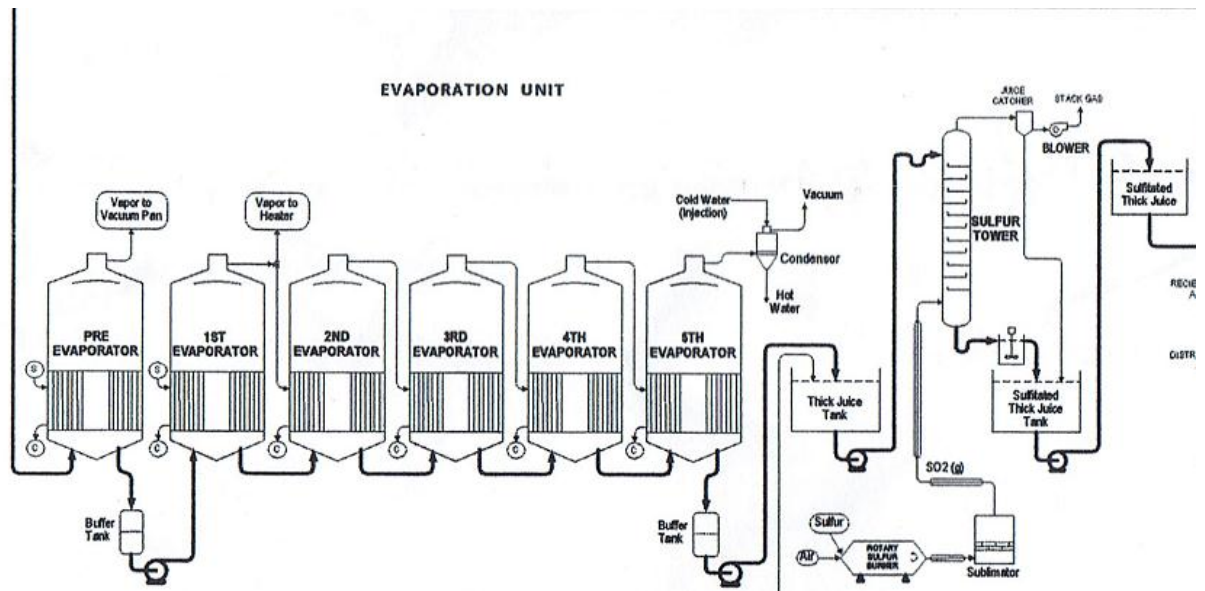 EVAPORATION UNIT
JUICE
CATCHER
STACK GAS
BLOWER
Vapor to
Vacuum Pan
Vapor to
Heater
Cold Water
(Injection)
Vacuum
Condensor
Hot
Water
SULFUR
TOWER
Sulfitated
Thick Juice
RECIE
A
DISTR
PRE
EVAPORATOR
1ST
EVAPORATOR
2ND
EVAPORATOR
3RD
EVAPORATOR
4TH
EVAPORATOR
5TH
EVAPORATOR
S
S
C
C
C
C
C
C
Thick Juice
Tank
Sulfitated
Thick Juice
Tank
Buffer
Tank
Buffer
Tank
SO2 (g)
Sulfur
Air
ROTARY
SULFUR
BURNER
Sublimator